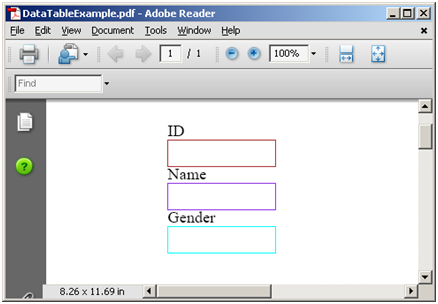 DataTableExample.pdf - Adobe Reader
File Edit View Document Tools Window Help
1 / 1 100%
Find
ID
Name
Gender
8.26 x 11.69 in